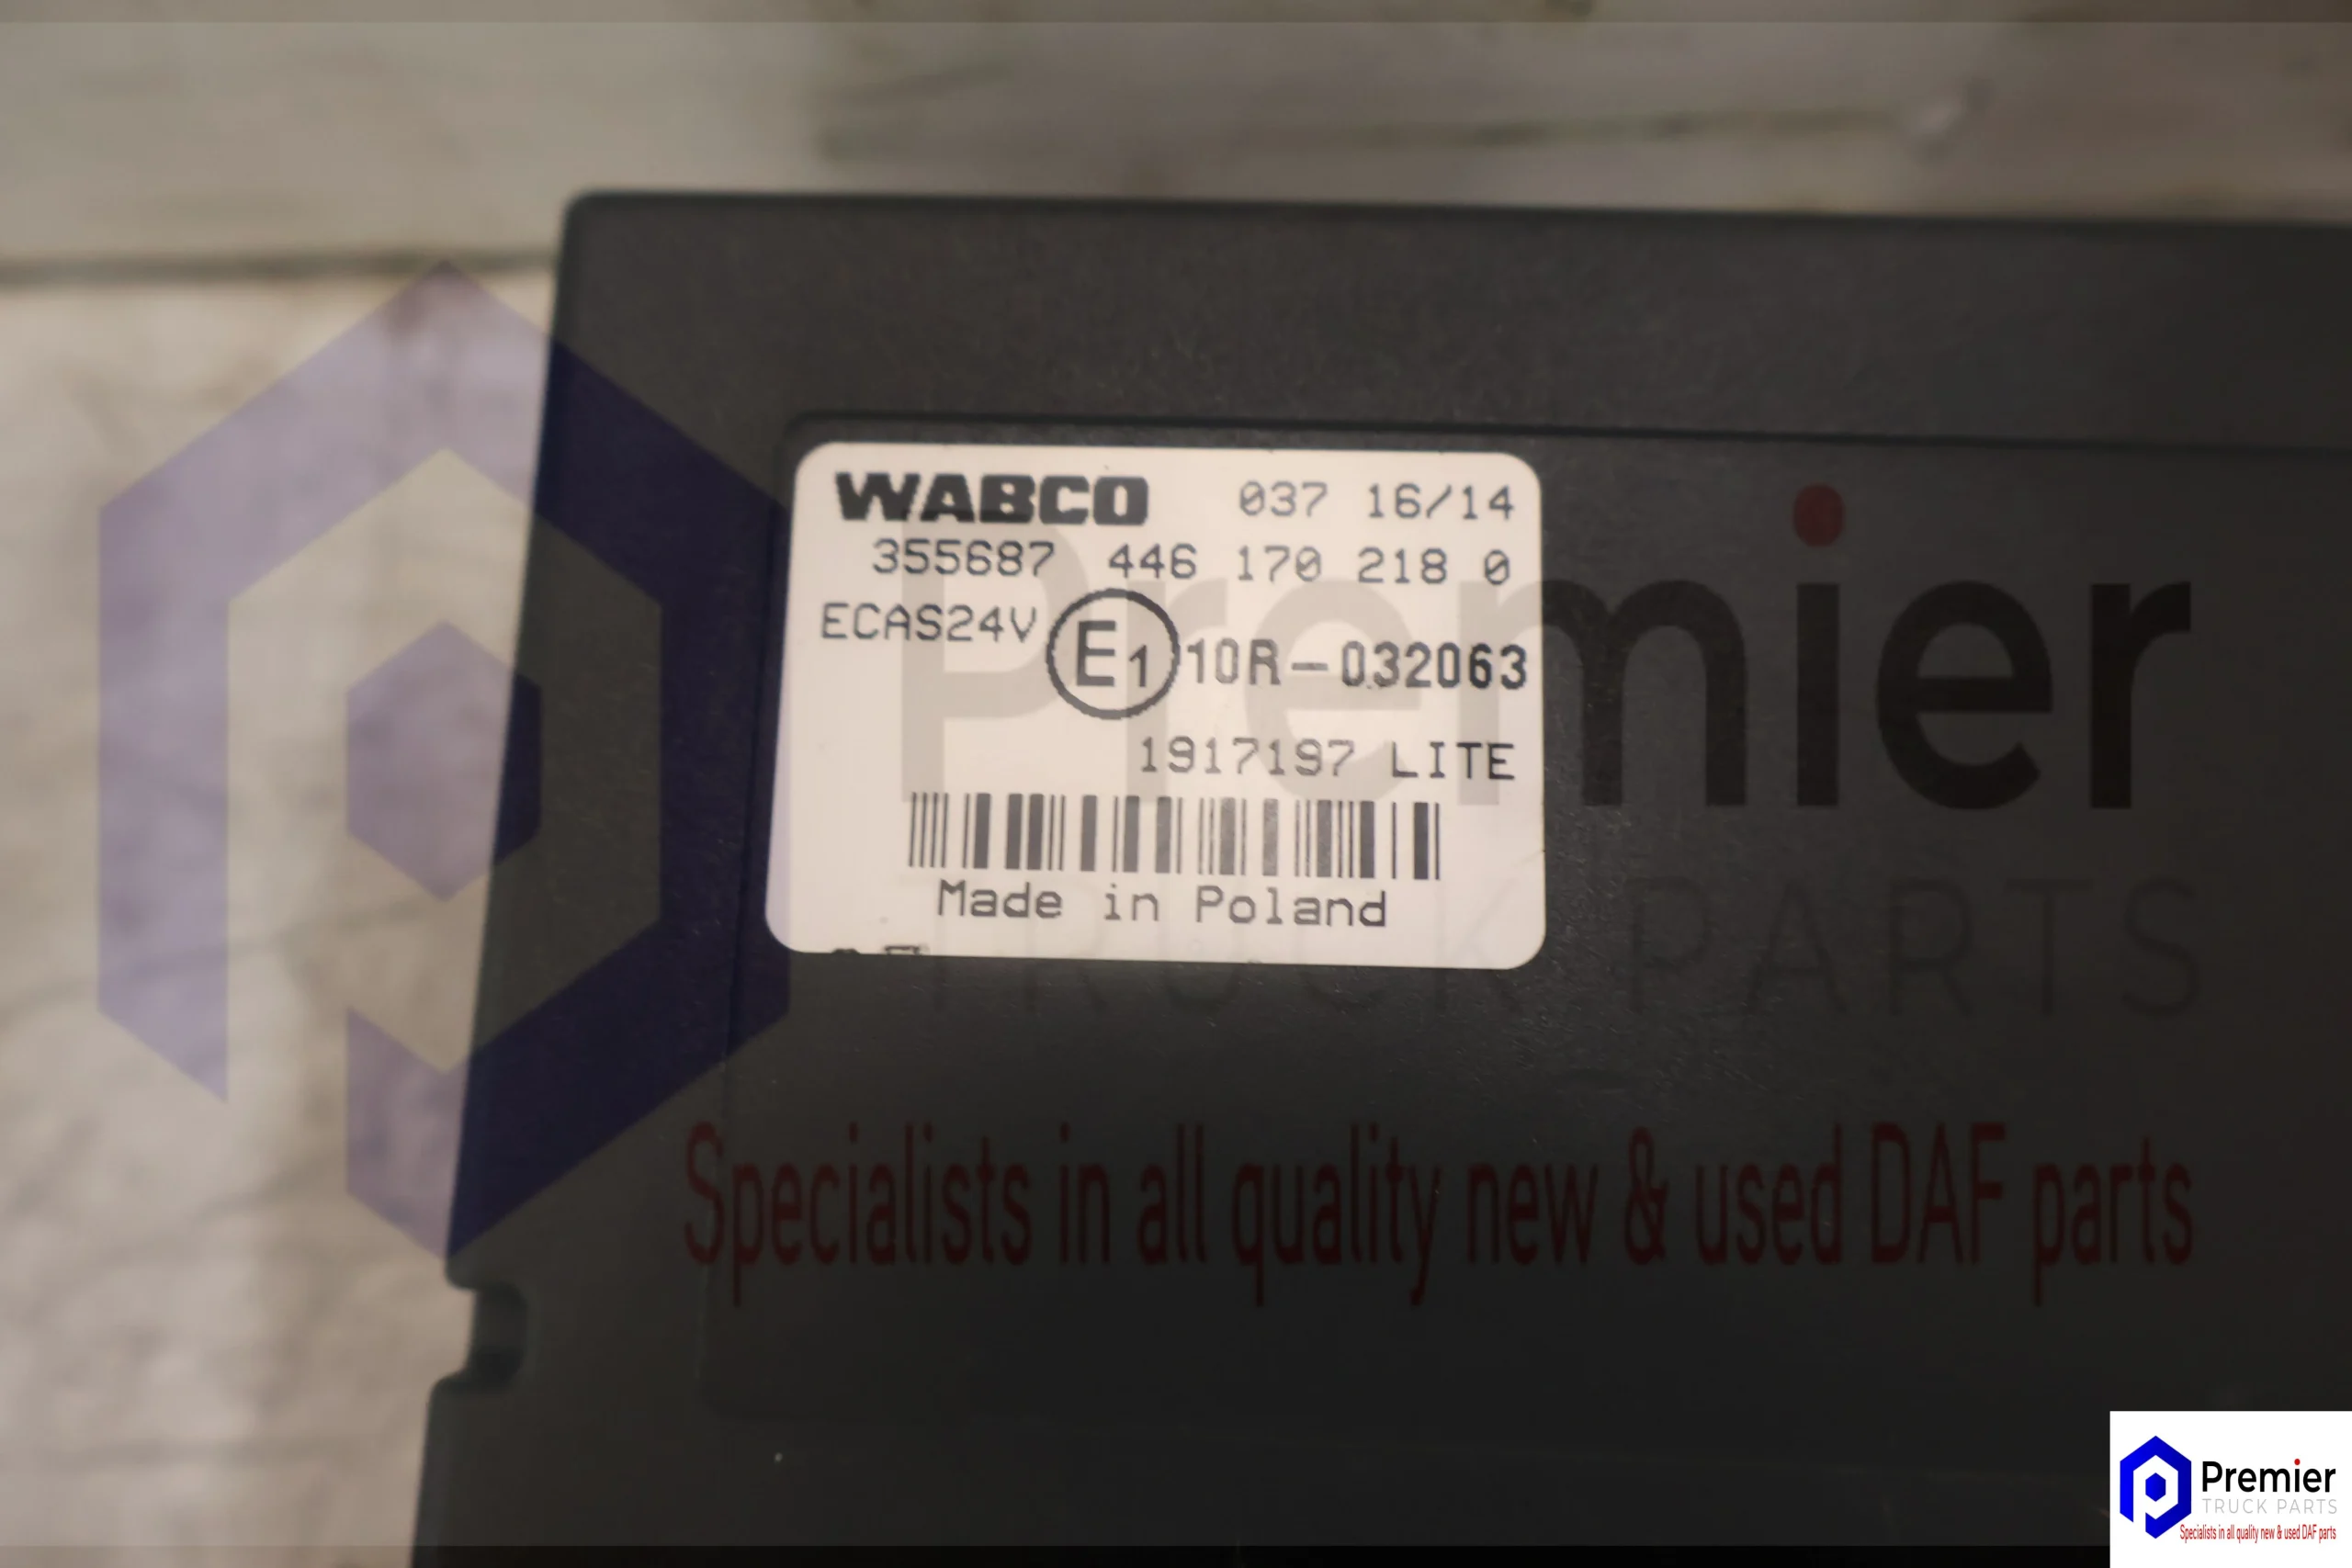 WABCO 037 16/14
355687 446 170 218 0
ECAS24V E1 10R-032063
1917197 LITE
Made in Poland
Premier
TRUCK PARTS
Specialists in all quality new & used DAF parts
Premier
TRUCK PARTS
Specialists in all quality new & used DAF parts